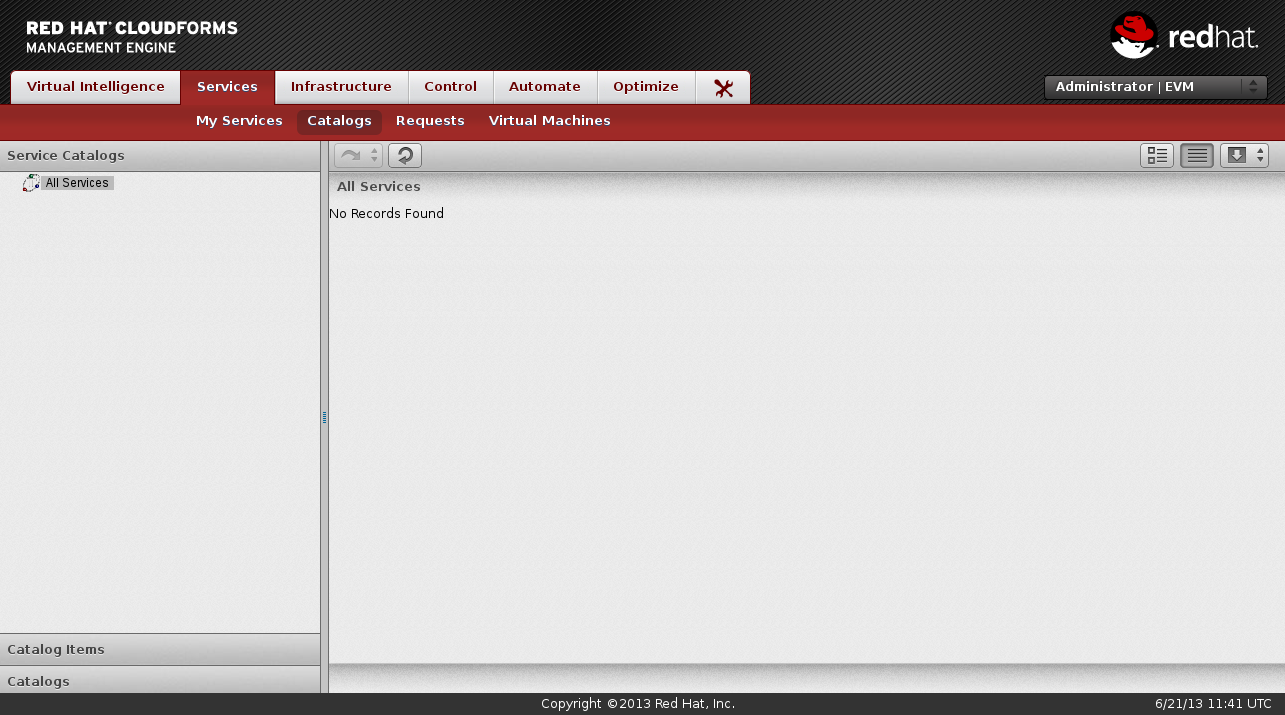 RED HAT CLOUDFORMS
MANAGEMENT ENGINE
redhat.
Virtual Intelligence Services Infrastructure Control Automate Optimize
Administrator | EVM
My Services Catalogs Requests Virtual Machines
Service Catalogs
All Services
All Services
No Records Found
Catalog Items
Catalogs
Copyright ©2013 Red Hat, Inc.
6/21/13 11:41 UTC